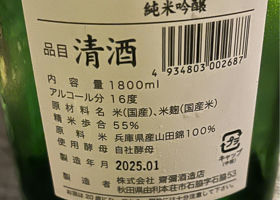 純米吟醸
品目 清酒
4 934803 002687
内容量 1800ml
アルコール分 16度
原材料名 米(国産)、米麹(国産米)
精米歩合 55%
原料米 兵庫県産山田錦100%
使用酵母 自社酵母
製造年月 2025.01
製造者 株式会社 齋彌酒造店
秋田県由利本荘市石脇字石脇53
プラ
キャップ